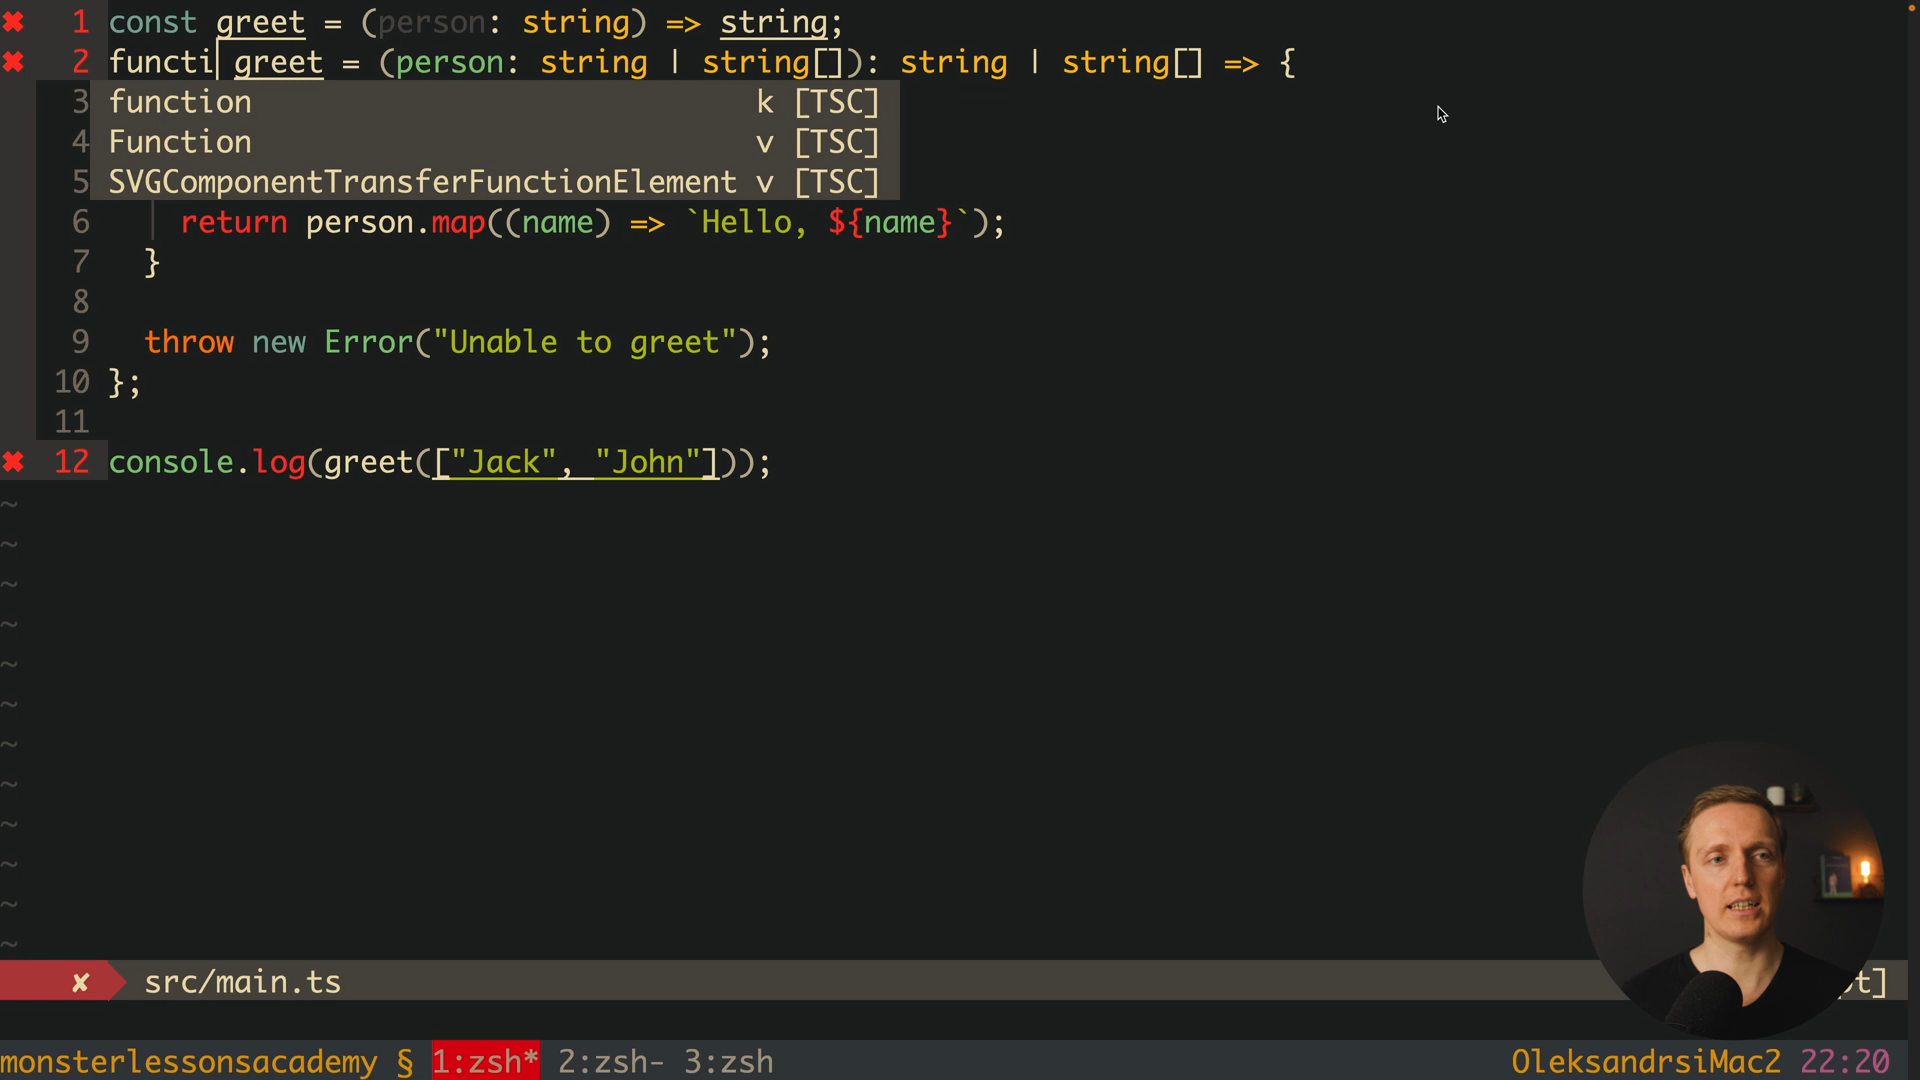 1 const greet = (person: string) => string;
2 functi greet = (person: string | string[]): string | string[] => {
3 function k [TSC]
4 Function v [TSC]
5 SVGComponentTransferFunctionElement v [TSC]
6 return person.map((name) => `Hello, ${name}`);
7 }
8
9 throw new Error("Unable to greet");
10 };
11
12 console.log(greet(["Jack", "John"]));
~
~
~
~
~
~
~
~
~
~
~
~
✘ src/main.ts t]
monsterlessonsacademy § 1:zsh* 2:zsh- 3:zsh OleksandrsiMac2 22:20